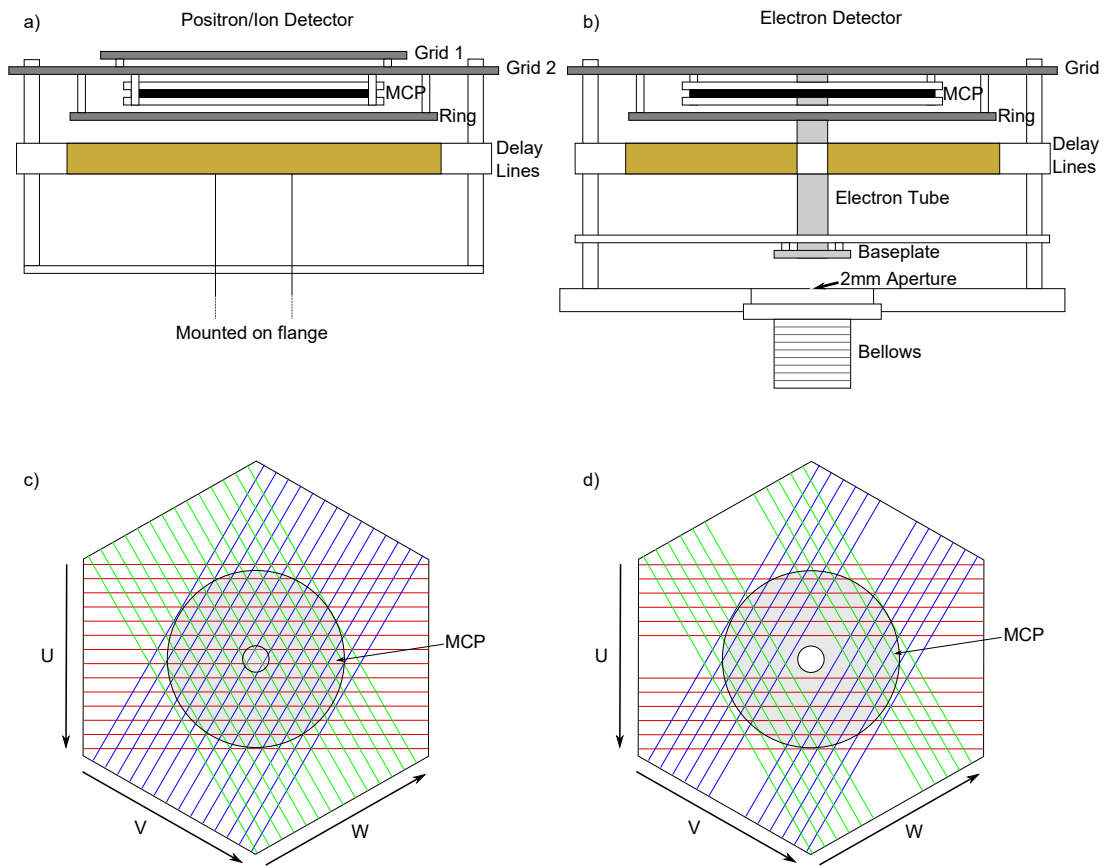 a)
Positron/Ion Detector
Grid 1
Grid 2
MCP
Ring
Delay
Lines
Mounted on flange
b)
Electron Detector
Grid
MCP
Ring
Delay
Lines
Electron Tube
Baseplate
2mm Aperture
Bellows
c)
U
MCP
V
W
d)
U
MCP
V
W